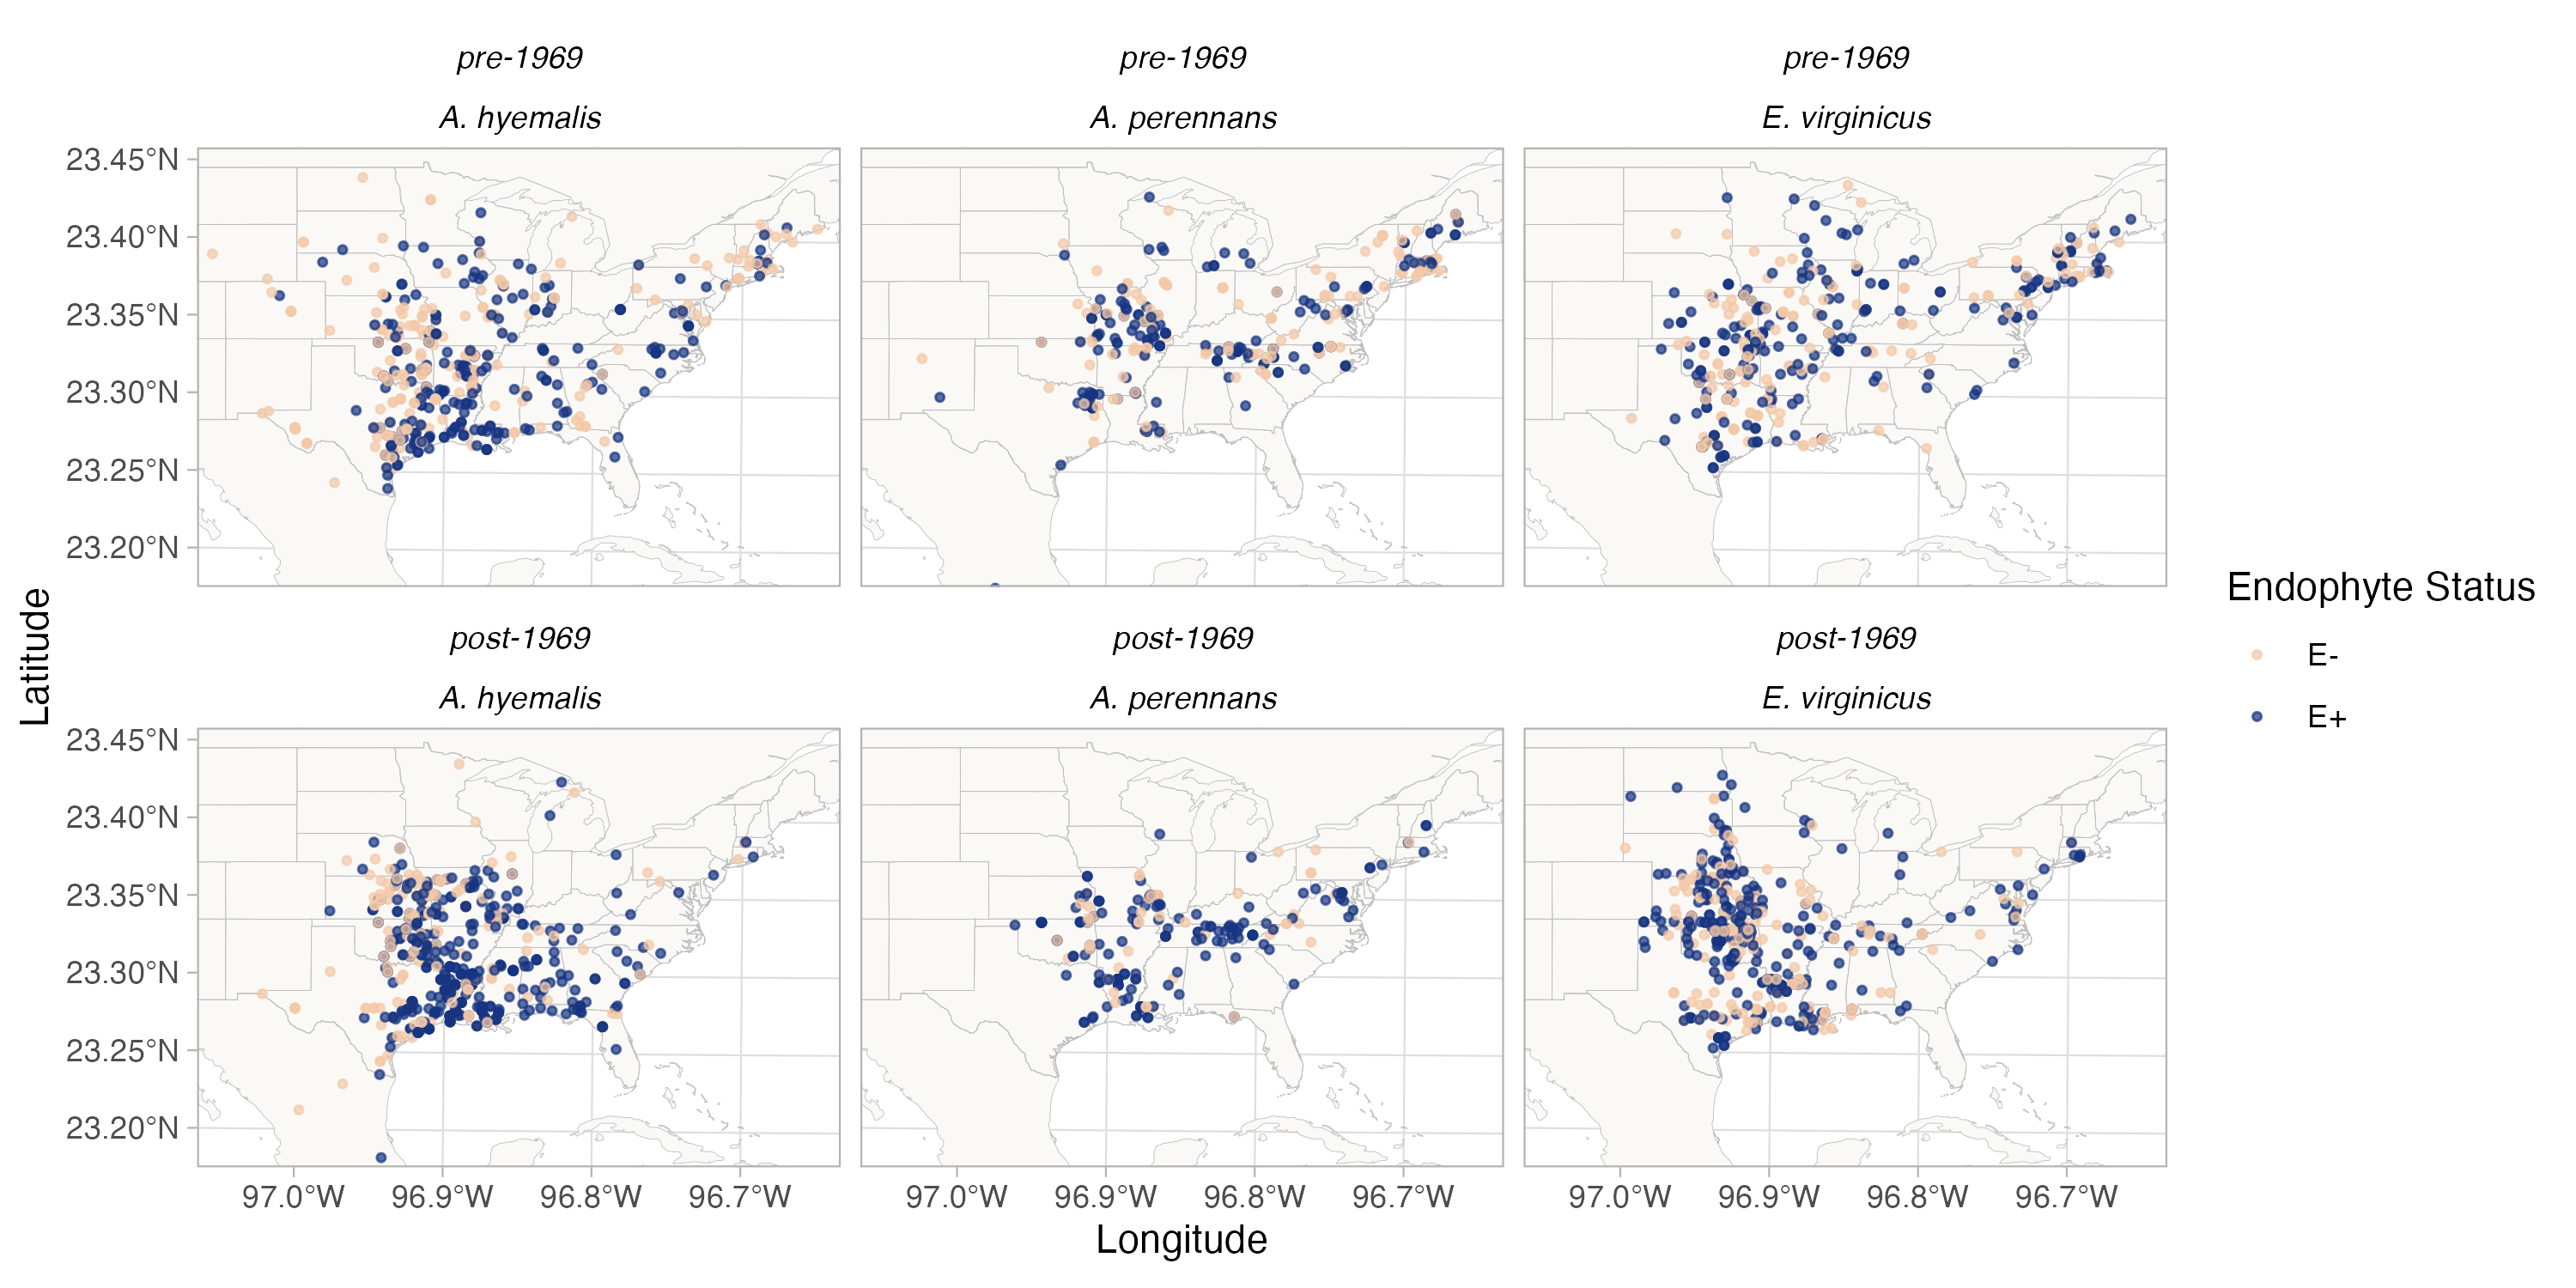 pre-1969
pre-1969
pre-1969
A. hyemalis
A. perennans
E. virginicus
23.45°N
23.40°N
23.35°N
23.30°N
23.25°N
23.20°N
post-1969
post-1969
post-1969
A. hyemalis
A. perennans
E. virginicus
23.45°N
23.40°N
23.35°N
23.30°N
23.25°N
23.20°N
97.0°W 96.9°W 96.8°W 96.7°W
97.0°W 96.9°W 96.8°W 96.7°W
97.0°W 96.9°W 96.8°W 96.7°W
Longitude
Latitude
Endophyte Status
E-
E+